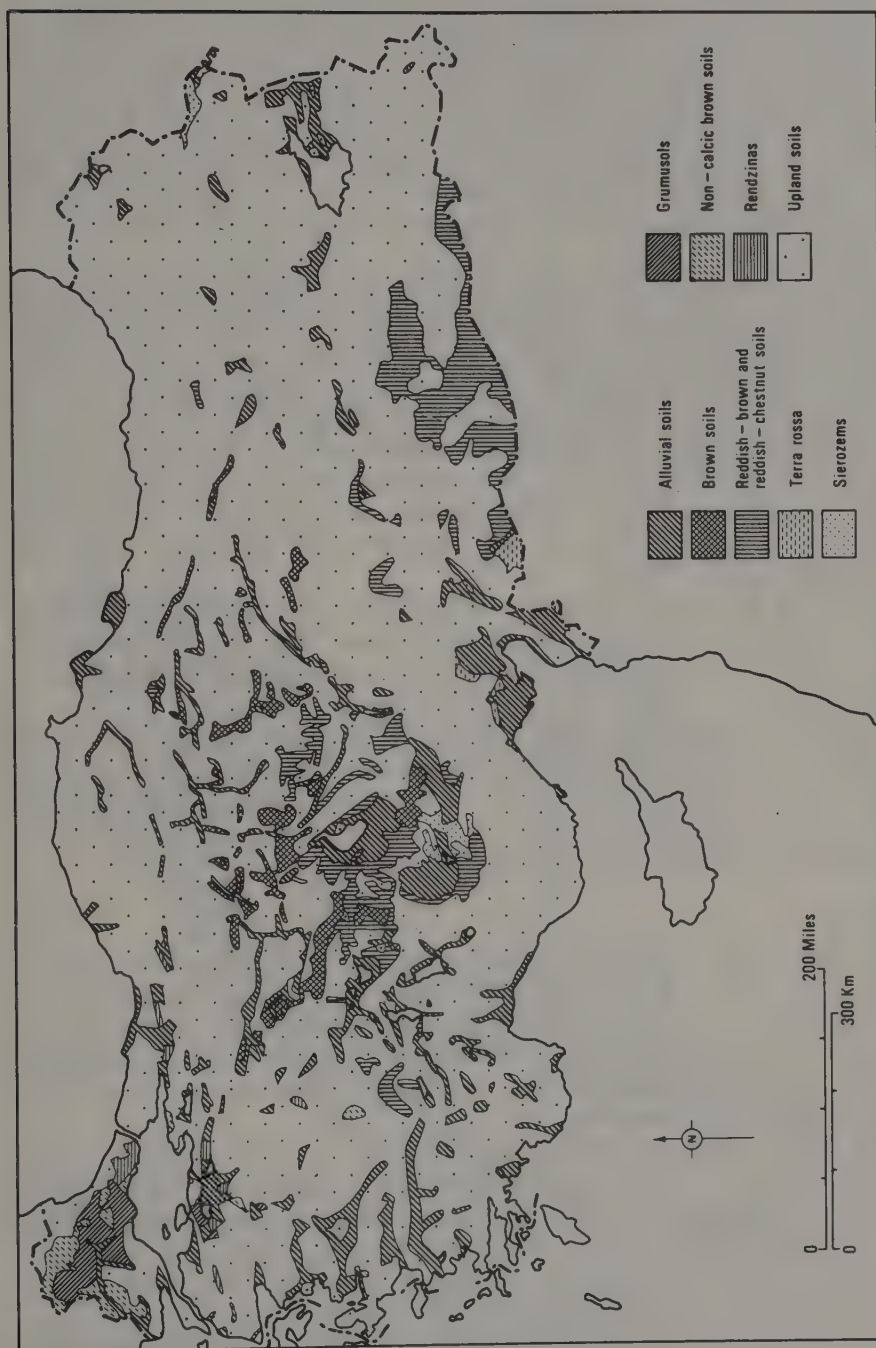 Alluvial soils
Brown soils
Reddish – brown and
reddish – chestnut soils
Terra rossa
Sierozems
Grumusols
Non – calcic brown soils
Rendzinas
Upland soils
N
0 200 Miles
0 300 Km